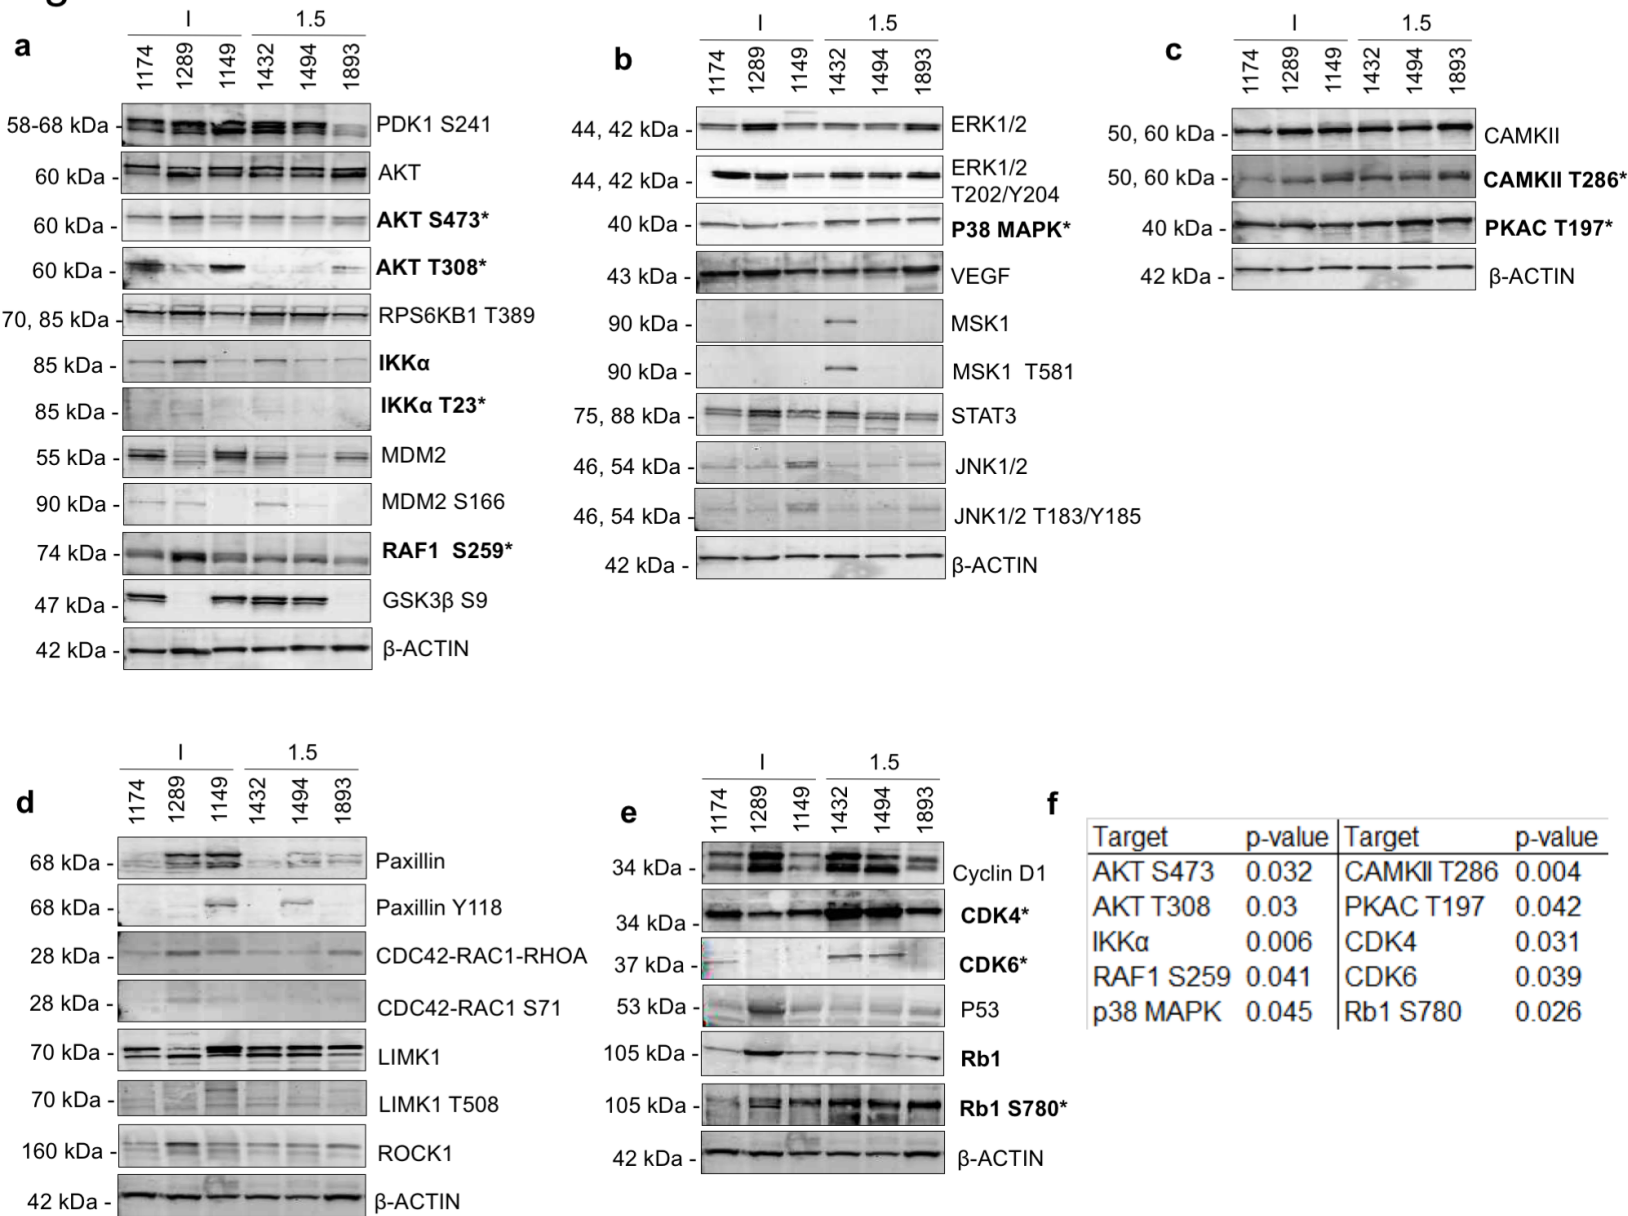 a
I 1.5
1174 1289 1149 1432 1494 1893
58-68 kDa - PDK1 S241
60 kDa - AKT
60 kDa - AKT S473*
60 kDa - AKT T308*
70, 85 kDa - RPS6KB1 T389
85 kDa - IKKα
85 kDa - IKKα T23*
55 kDa - MDM2
90 kDa - MDM2 S166
74 kDa - RAF1 S259*
47 kDa - GSK3β S9
42 kDa - β-ACTIN
b
I 1.5
1174 1289 1149 1432 1494 1893
44, 42 kDa - ERK1/2
44, 42 kDa - ERK1/2
T202/Y204
40 kDa - P38 MAPK*
43 kDa - VEGF
90 kDa - MSK1
90 kDa - MSK1 T581
75, 88 kDa - STAT3
46, 54 kDa - JNK1/2
46, 54 kDa - JNK1/2 T183/Y185
42 kDa - β-ACTIN
c
I 1.5
1174 1289 1149 1432 1494 1893
50, 60 kDa - CAMKII
50, 60 kDa - CAMKII T286*
40 kDa - PKAC T197*
42 kDa - β-ACTIN
d
I 1.5
1174 1289 1149 1432 1494 1893
68 kDa - Paxillin
68 kDa - Paxillin Y118
28 kDa - CDC42-RAC1-RHOA
28 kDa - CDC42-RAC1 S71
70 kDa - LIMK1
70 kDa - LIMK1 T508
160 kDa - ROCK1
42 kDa - β-ACTIN
e
I 1.5
1174 1289 1149 1432 1494 1893
34 kDa - Cyclin D1
34 kDa - CDK4*
37 kDa - CDK6*
53 kDa - P53
105 kDa - Rb1
105 kDa - Rb1 S780*
42 kDa - β-ACTIN
f
Target p-value Target p-value
AKT S473 0.032 CAMKII T286 0.004
AKT T308 0.03 PKAC T197 0.042
IKKα 0.006 CDK4 0.031
RAF1 S259 0.041 CDK6 0.039
p38 MAPK 0.045 Rb1 S780 0.026